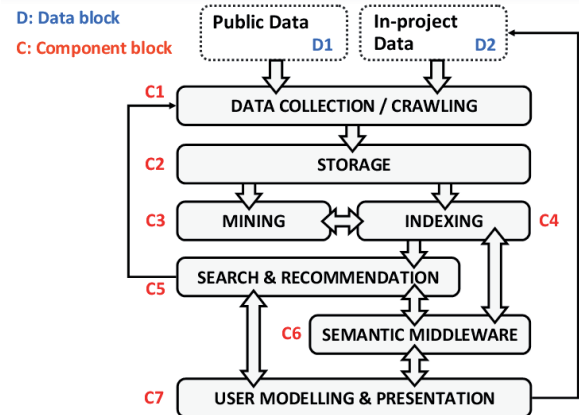 D: Data block
C: Component block
Public Data
D1
In-project
Data
D2
C1
DATA COLLECTION / CRAWLING
C2
STORAGE
C3
MINING
INDEXING
C4
SEARCH & RECOMMENDATION
C5
C6
SEMANTIC MIDDLEWARE
C7
USER MODELLING & PRESENTATION